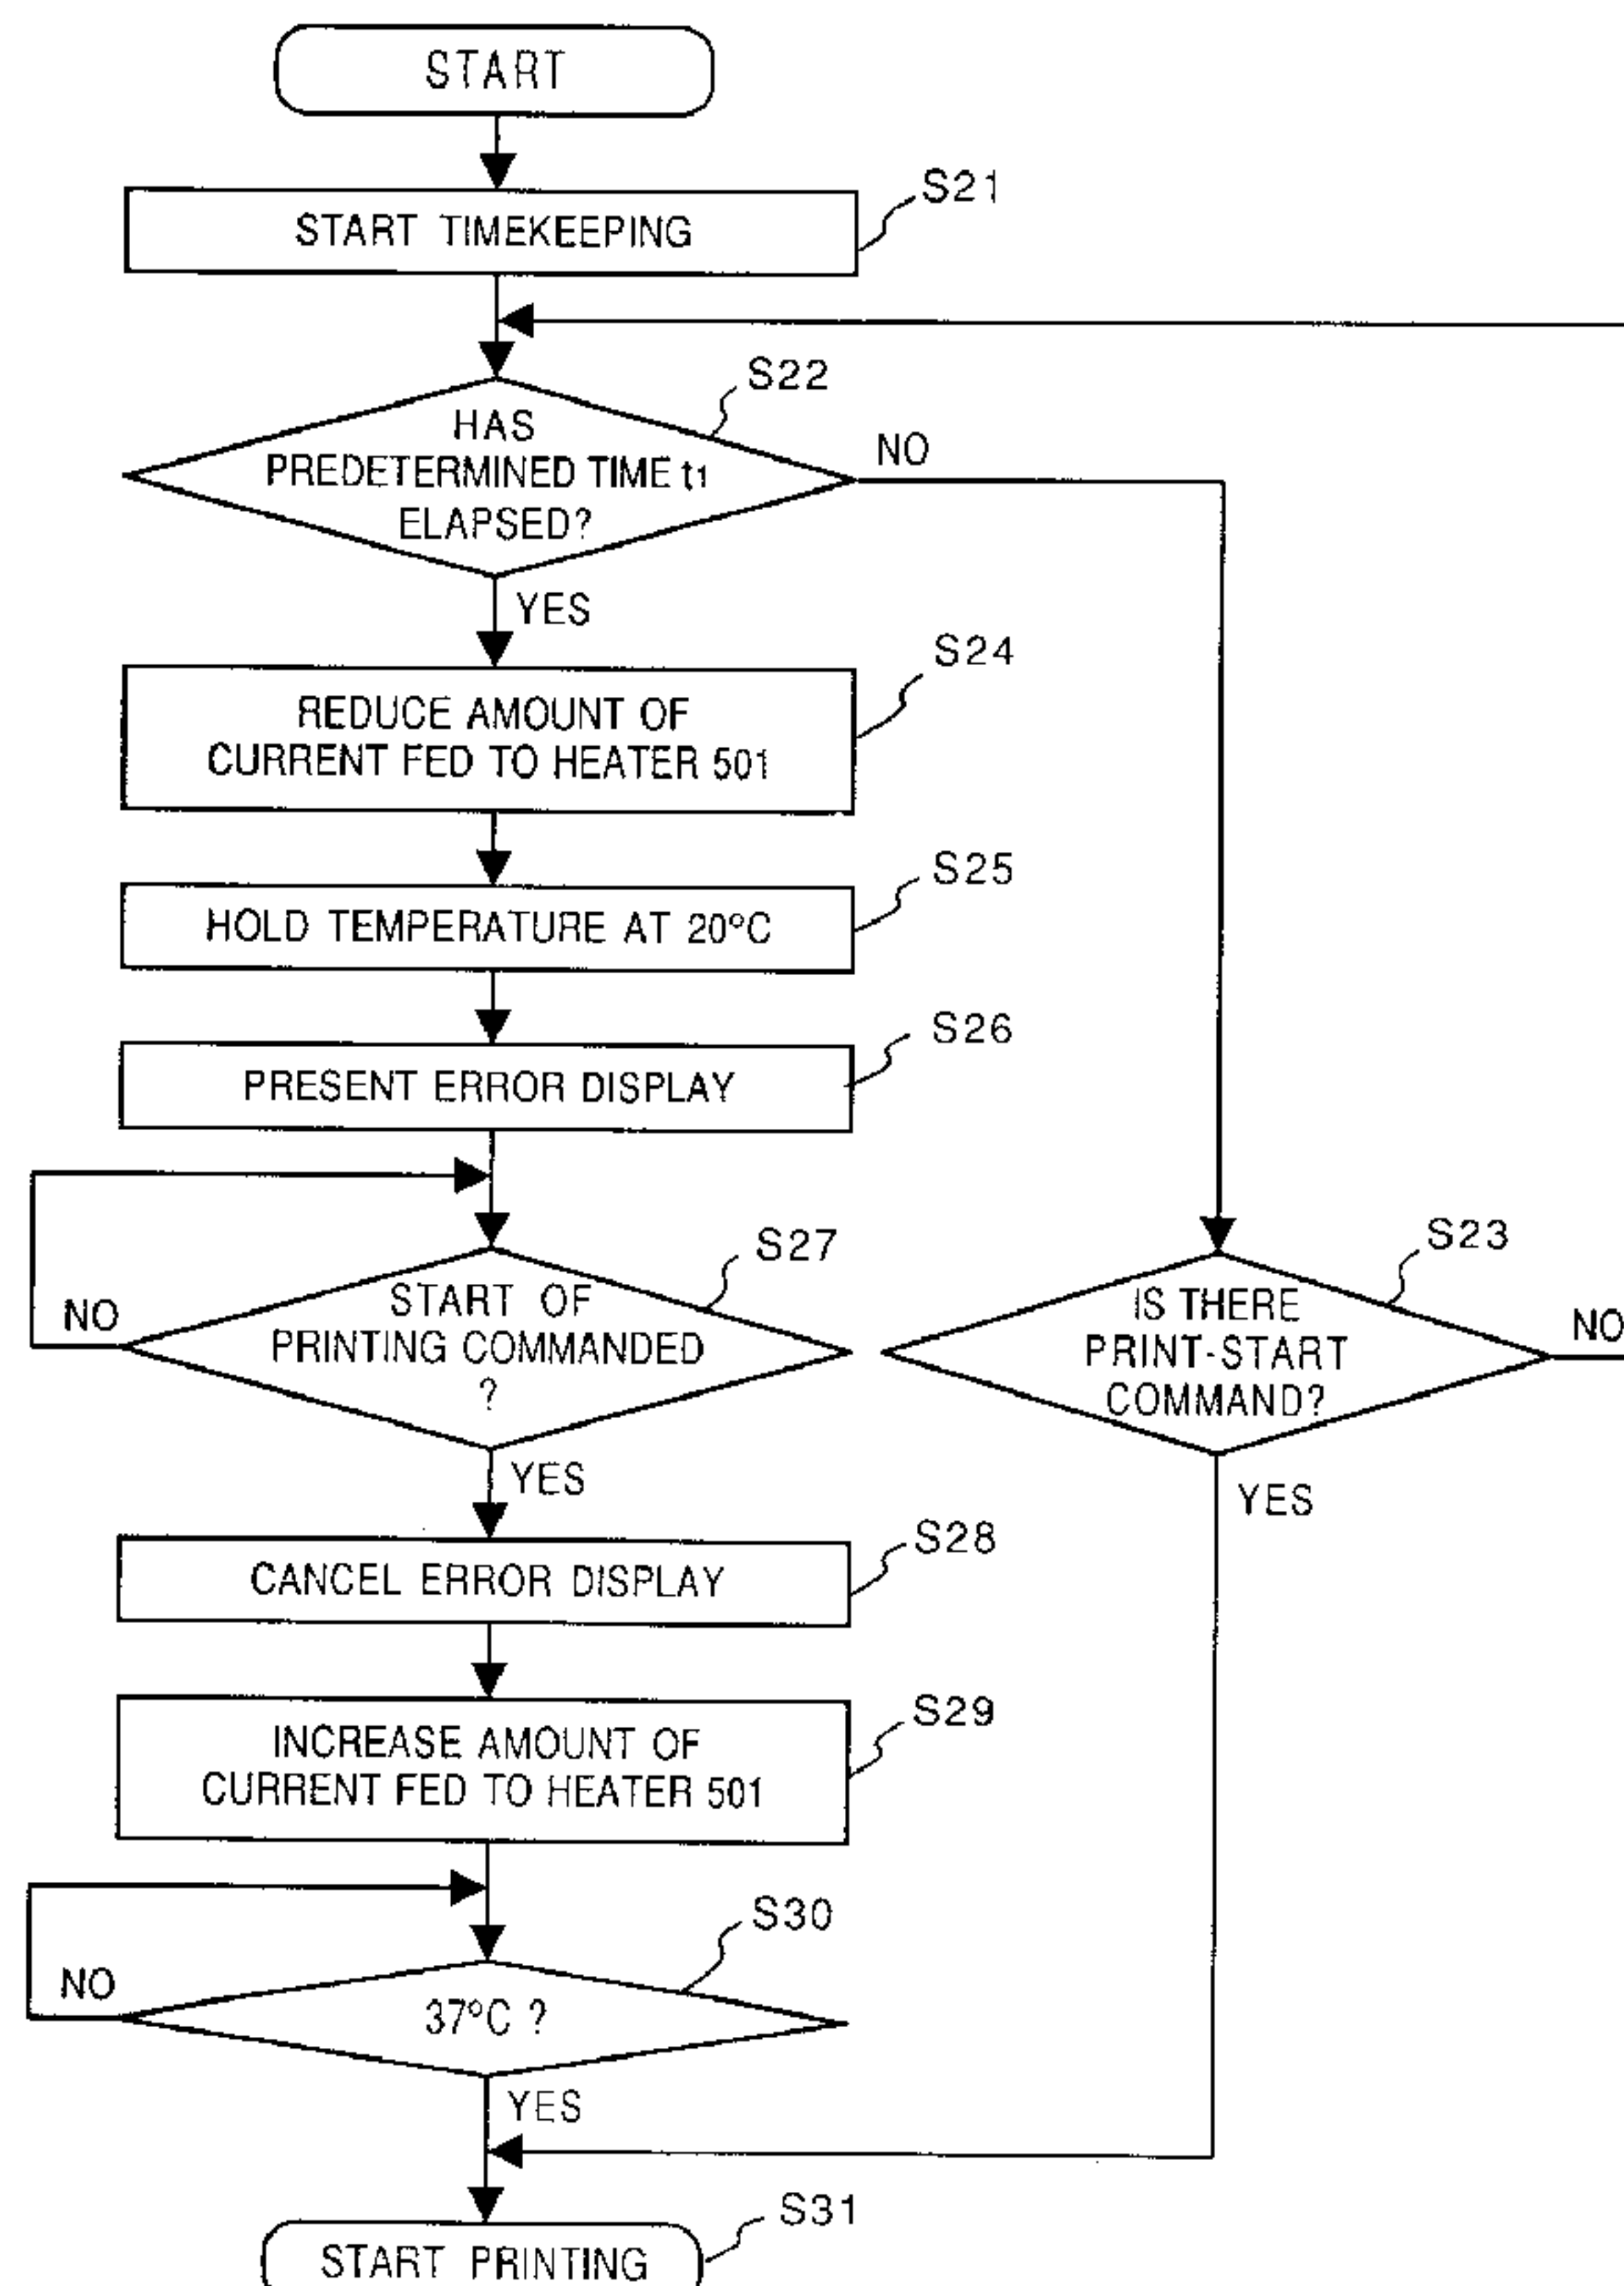 START
S21
START TIMEKEEPING
S22
HAS
PREDETERMINED TIME t1
ELAPSED?
NO
YES
S24
REDUCE AMOUNT OF
CURRENT FED TO HEATER 501
S25
HOLD TEMPERATURE AT 20°C
S26
PRESENT ERROR DISPLAY
S27
START OF
PRINTING COMMANDED
?
NO
YES
S23
IS THERE
PRINT-START
COMMAND?
NO
YES
S28
CANCEL ERROR DISPLAY
S29
INCREASE AMOUNT OF
CURRENT FED TO HEATER 501
S30
37°C ?
NO
YES
S31
START PRINTING